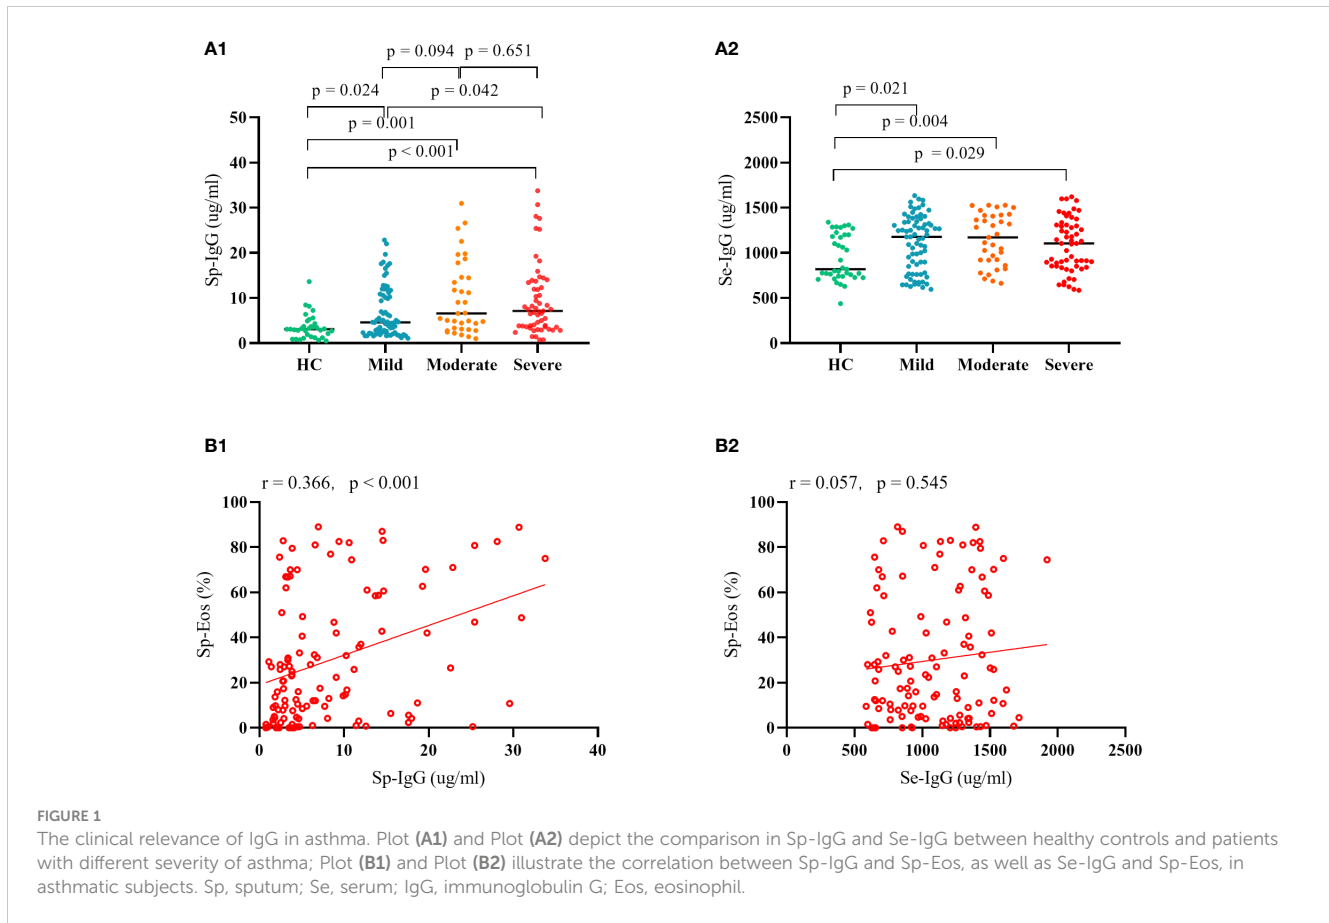 A1
p = 0.094 p = 0.651
p = 0.024 p = 0.042
p = 0.001
p < 0.001
Sp-IgG (ug/ml)
50
40
30
20
10
0
HC Mild Moderate Severe
A2
p = 0.021
p = 0.004
p = 0.029
Se-IgG (ug/ml)
2500
2000
1500
1000
500
0
HC Mild Moderate Severe
B1
r = 0.366, p < 0.001
Sp-Eos (%)
100
80
60
40
20
0
0 10 20 30 40
Sp-IgG (ug/ml)
B2
r = 0.057, p = 0.545
Sp-Eos (%)
100
80
60
40
20
0
0 500 1000 1500 2000 2500
Se-IgG (ug/ml)
FIGURE 1
The clinical relevance of IgG in asthma. Plot (A1) and Plot (A2) depict the comparison in Sp-IgG and Se-IgG between healthy controls and patients
with different severity of asthma; Plot (B1) and Plot (B2) illustrate the correlation between Sp-IgG and Sp-Eos, as well as Se-IgG and Sp-Eos, in
asthmatic subjects. Sp, sputum; Se, serum; IgG, immunoglobulin G; Eos, eosinophil.